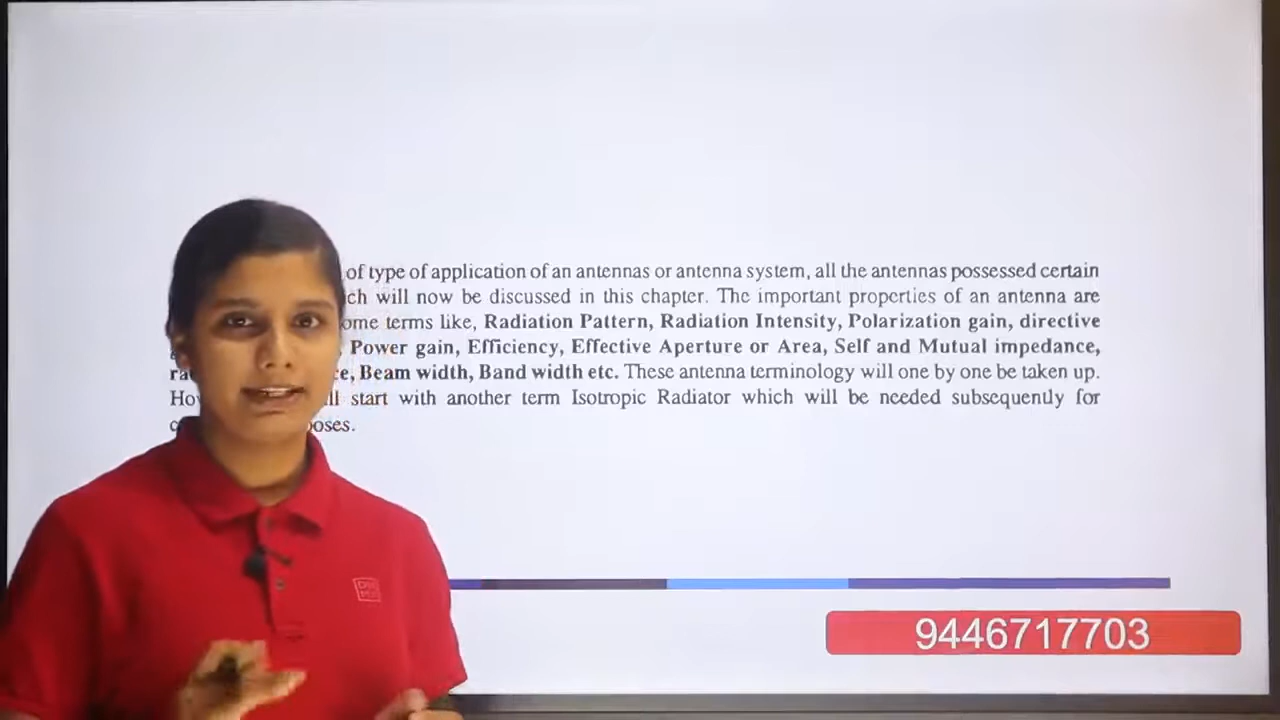 of type of application of an antennas or antenna system, all the antennas possessed certain
ch will now be discussed in this chapter. The important properties of an antenna are
ome terms like, Radiation Pattern, Radiation Intensity, Polarization gain, directive
Power gain, Efficiency, Effective Aperture or Area, Self and Mutual impedance,
ra e, Beam width, Band width etc. These antenna terminology will one by one be taken up.
Ho ll start with another term Isotropic Radiator which will be needed subsequently for
c poses.
9446717703